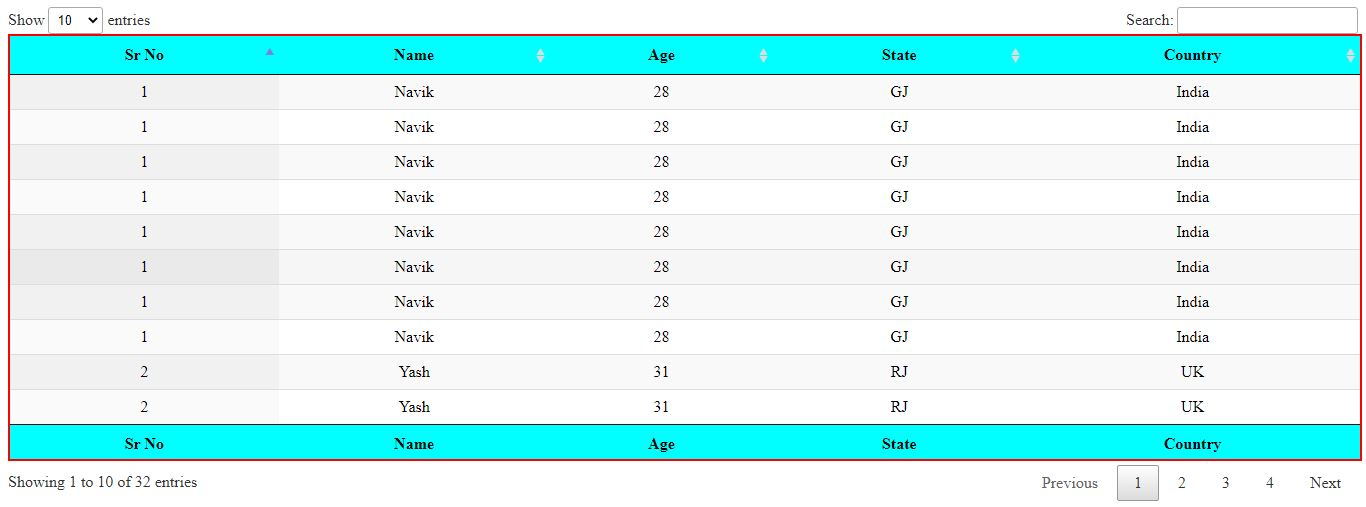 Show 10 entries Search:
Sr No Name Age State Country
1 Navik 28 GJ India
1 Navik 28 GJ India
1 Navik 28 GJ India
1 Navik 28 GJ India
1 Navik 28 GJ India
1 Navik 28 GJ India
1 Navik 28 GJ India
1 Navik 28 GJ India
2 Yash 31 RJ UK
2 Yash 31 RJ UK
Sr No Name Age State Country
Showing 1 to 10 of 32 entries Previous 1 2 3 4 Next